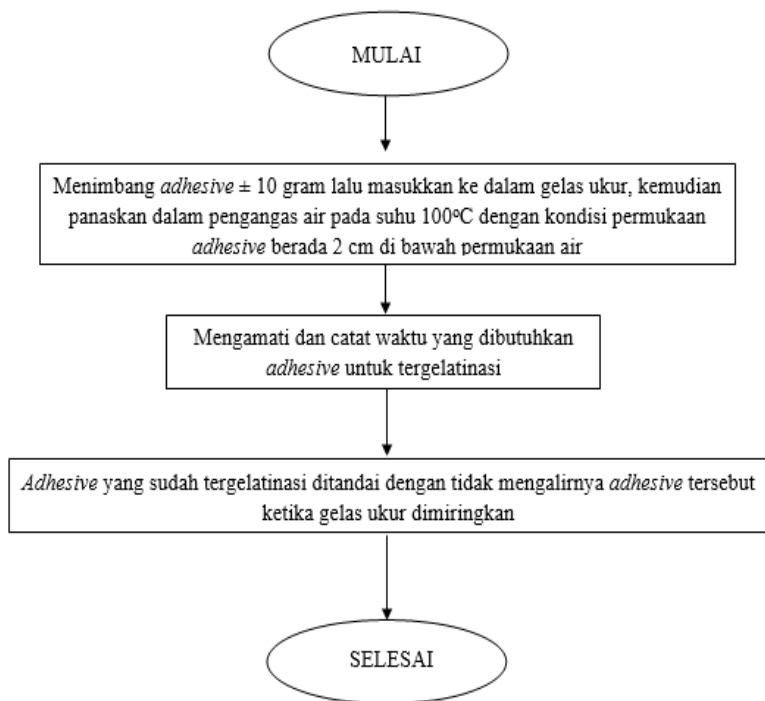 MULAI
Menimbang adhesive ± 10 gram lalu masukkan ke dalam gelas ukur, kemudian
panaskan dalam pengangas air pada suhu 100ºC dengan kondisi permukaan
adhesive berada 2 cm di bawah permukaan air
Mengamati dan catat waktu yang dibutuhkan
adhesive untuk tergelatinasi
Adhesive yang sudah tergelatinasi ditandai dengan tidak mengalirnya adhesive tersebut
ketika gelas ukur dimiringkan
SELESAI